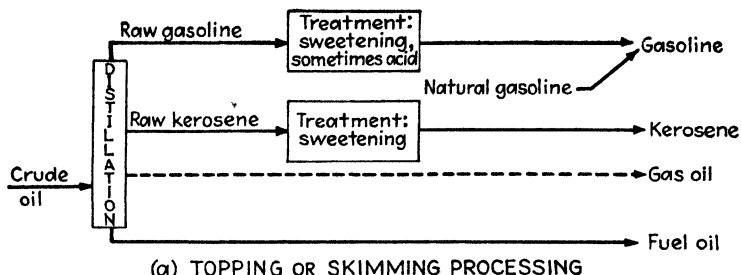 Raw gasoline
Treatment:
sweetening,
sometimes acid
Gasoline
Natural gasoline
DISTILLATION
Raw kerosene
Treatment:
sweetening
Kerosene
Crude
oil
Gas oil
Fuel oil
(a) TOPPING OR SKIMMING PROCESSING